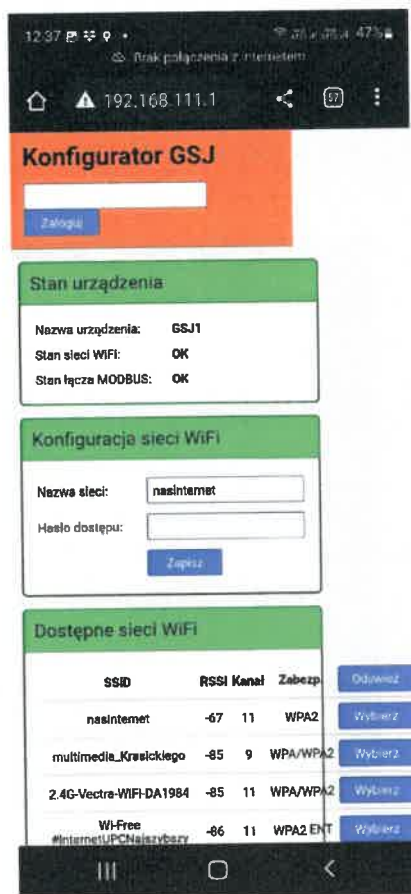 12:37
47%
Brak połączenia z internetem
192.168.111.1
57
Konfigurator GSJ
Zaloguj
Stan urządzenia
Nazwa urządzenia: GSJ1
Stan sieci WiFi: OK
Stan łącza MODBUS: OK
Konfiguracja sieci WiFi
Nazwa sieci: nasinternet
Hasło dostępu:
Zapisz
Dostępne sieci WiFi
SSID RSSI Kanał Zabezp. Odśwież
nasinternet -67 11 WPA2 Wybierz
multimedia_Krasickiego -85 9 WPA/WPA2 Wybierz
2.4G-Vectra-WiFi-DA1984 -85 11 WPA/WPA2 Wybierz
Wi-Free
#InternetUPCNajszybszy -86 11 WPA2 ENT Wybierz